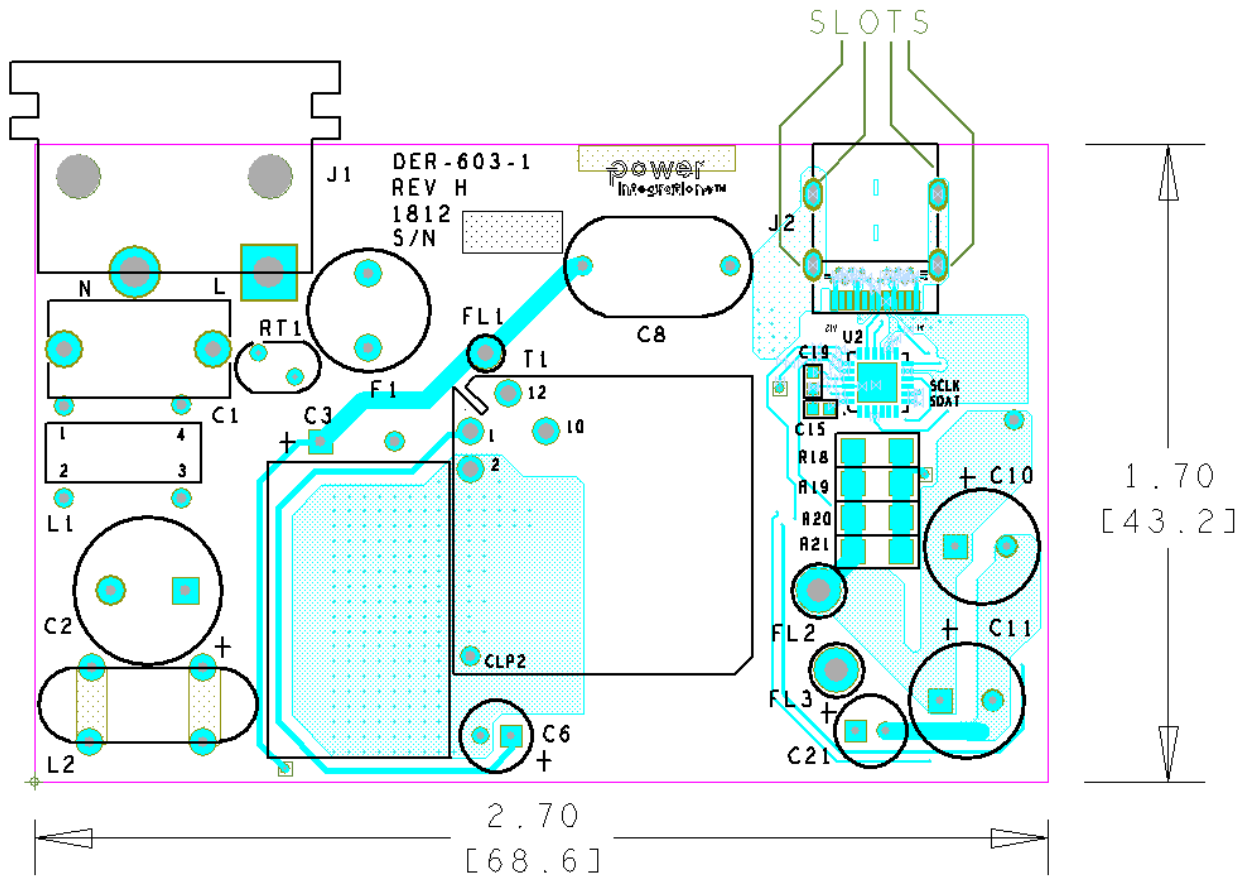 SLOTS
DER-603-1
REV H
1812
S/N
power
integrations™
J1
J2
N
L
RT1
FL1
C8
U2
C19
T1
F1
12
SCLK
SDAT
C1
C3
+
1
10
C15
1
4
2
3
2
R18
R19
R20
R21
+
C10
1.70
[43.2]
L1
C2
+
FL2
+
C11
CLP2
FL3
+
L2
C6
+
C21
2.70
[68.6]